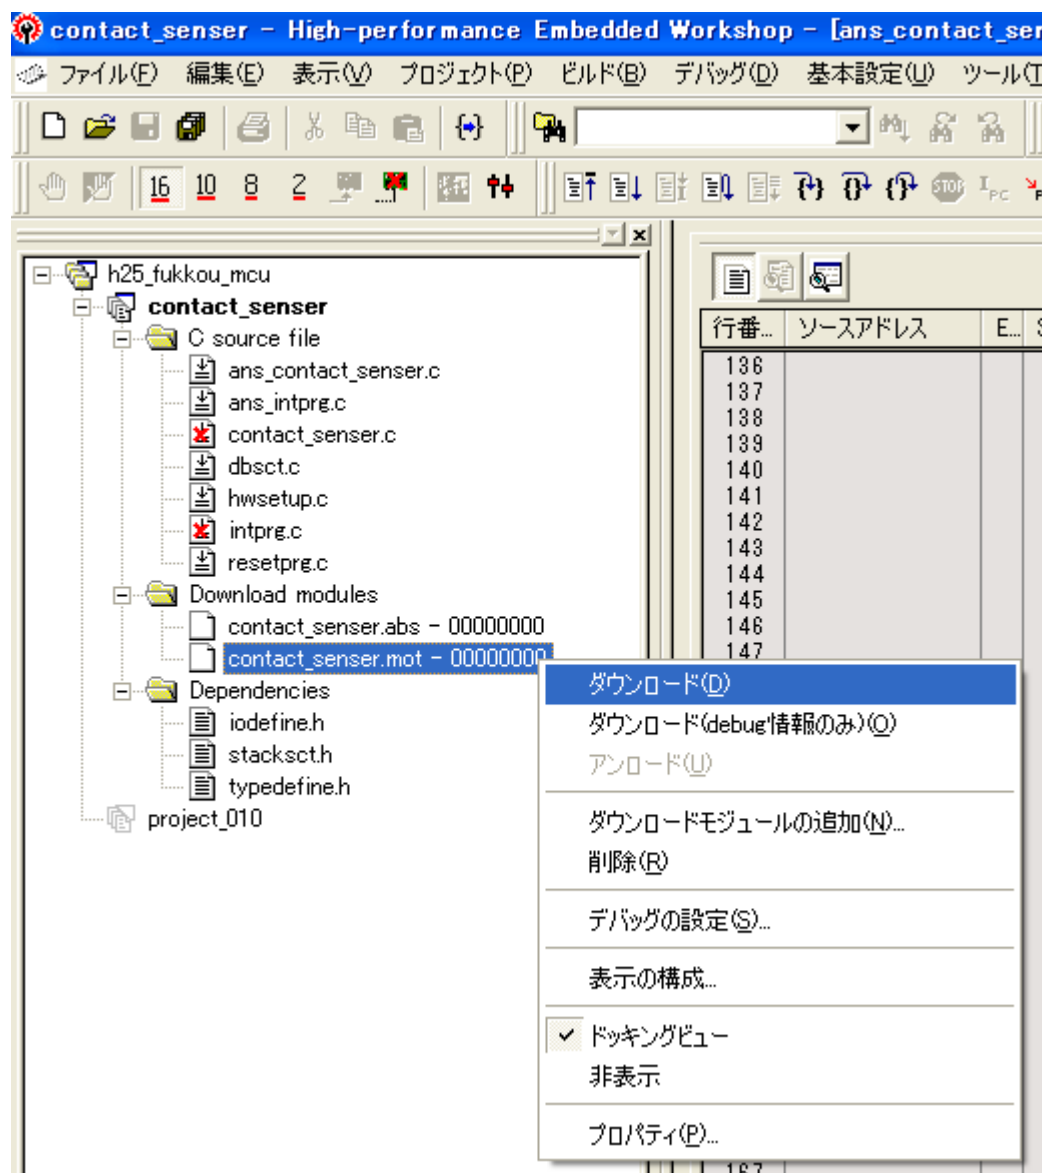 contact_senser - High-performance Embedded Workshop - [ans_contact_ser
ファイル(F) 編集(E) 表示(V) プロジェクト(P) ビルド(B) デバッグ(D) 基本設定(U) ツール(T
16 10 8 2 STOP I PC P
h25_fukkou_mcu
contact_senser
C source file
ans_contact_senser.c
ans_intprg.c
contact_senser.c
dbsct.c
hwsetup.c
intprg.c
resetprg.c
Download modules
contact_senser.abs - 00000000
contact_senser.mot - 00000000
Dependencies
iodefine.h
stacksct.h
typedefine.h
project_010
行番... ソースアドレス E... S
136
137
138
139
140
141
142
143
144
145
146
147
ダウンロード(D)
ダウンロード(debug情報のみ)(O)
アンロード(U)
ダウンロードモジュールの追加(N)...
削除(R)
デバッグの設定(S)...
表示の構成...
ドッキングビュー
非表示
プロパティ(P)...
167